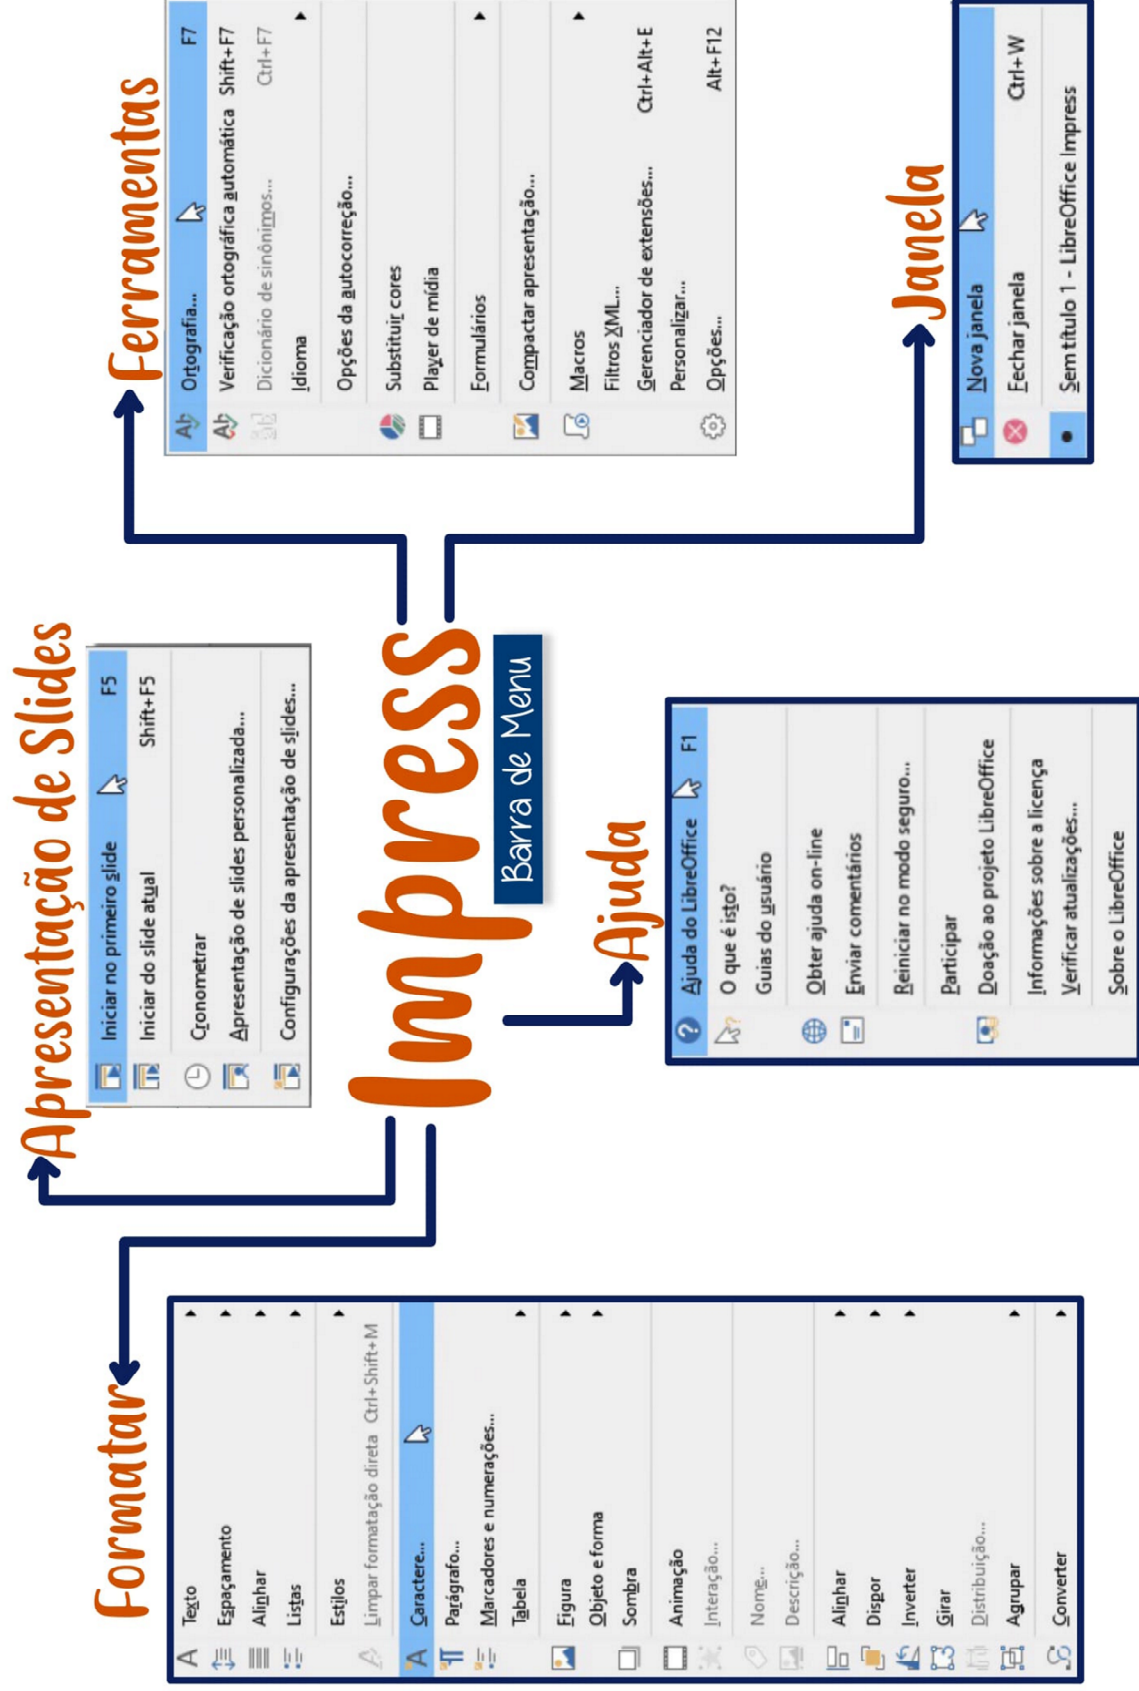 Impress
Barra de Menu
Formatar
Texto
Espaçamento
Alinhar
Listas
Estilos
Limpar formatação direta Ctrl+Shift+M
Caractere...
Parágrafo...
Marcadores e numerações...
Tabela
Figura
Objeto e forma
Sombra
Animação
Interação...
Nome...
Descrição...
Alinhar
Dispor
Inverter
Girar
Distribuição...
Agrupar
Converter
Apresentação de Slides
Iniciar no primeiro slide F5
Iniciar do slide atual Shift+F5
Cronometrar
Apresentação de slides personalizada...
Configurações da apresentação de slides...
Ajuda
Ajuda do LibreOffice F1
O que é isto?
Guias do usuário
Obter ajuda on-line
Enviar comentários
Reiniciar no modo seguro...
Participar
Doação ao projeto LibreOffice
Informações sobre a licença
Verificar atualizações...
Sobre o LibreOffice
Ferramentas
Ortografia... F7
Verificação ortográfica automática Shift+F7
Dicionário de sinônimos... Ctrl+F7
Idioma
Opções da autocorreção...
Substituir cores
Player de mídia
Formulários
Compactar apresentação...
Macros
Filtros XML...
Gerenciador de extensões... Ctrl+Alt+E
Personalizar...
Opções... Alt+F12
Janela
Nova janela
Fechar janela Ctrl+W
Sem título 1 - LibreOffice Impress